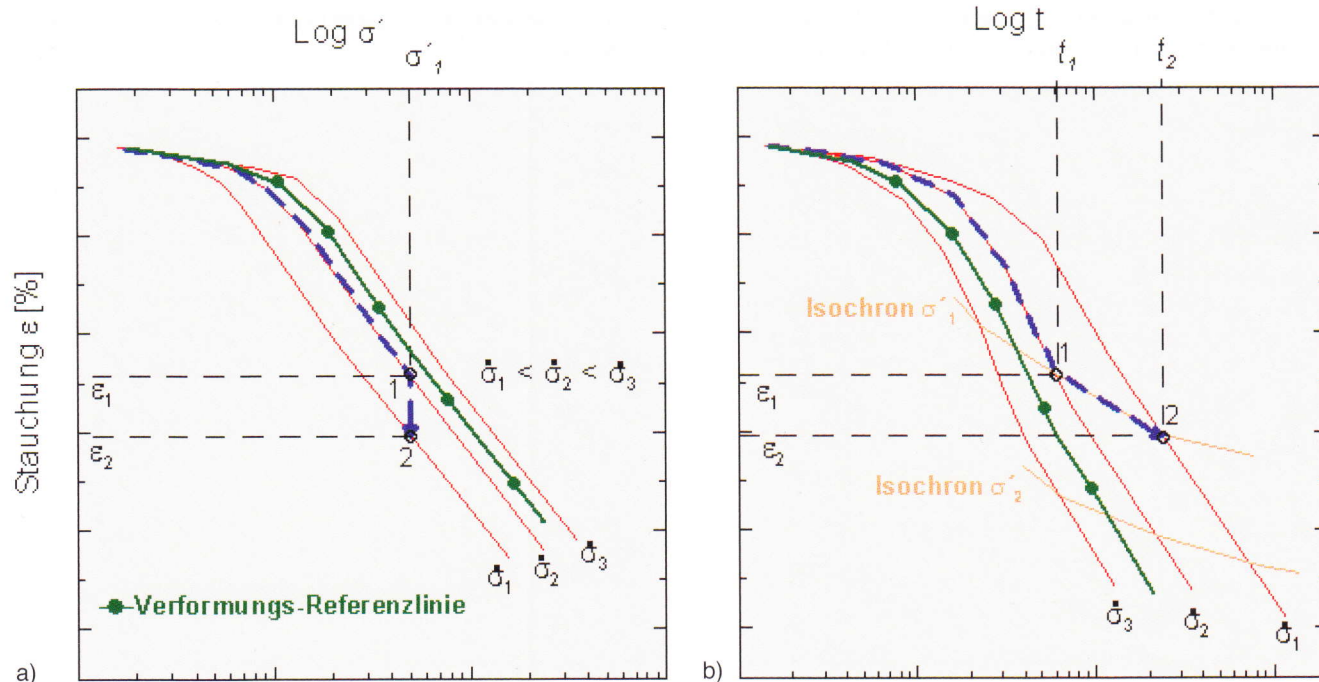 Log σ´
σ´₁
Stauchung ε [%]
ε₁
ε₂
1
2
σ̇₁ < σ̇₂ < σ̇₃
σ̇₁
σ̇₂
σ̇₃
Verformungs-Referenzlinie
a)
Log t
t₁
t₂
Isochron σ´₁
1
ε₁
2
ε₂
Isochron σ´₂
σ̇₃
σ̇₂
σ̇₁
b)